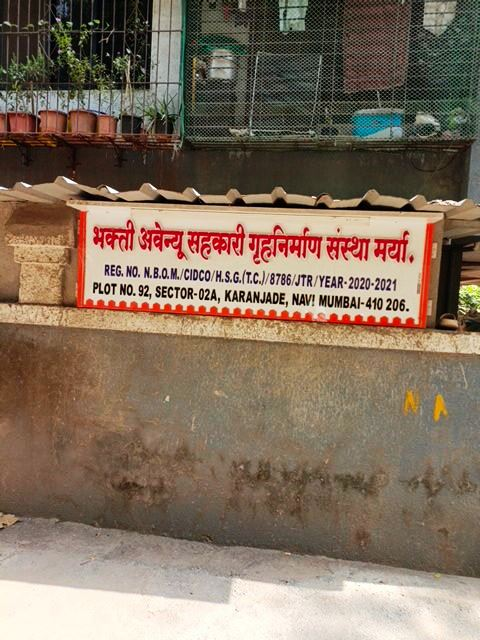 भक्ती अवेन्यू सहकारी गृहनिर्माण संस्था मर्या.
REG. NO. N.B.O.M./CIDCO/H.S.G.(T.C.)/8786/JTR/YEAR-2020-2021
PLOT NO. 92, SECTOR-02A, KARANJADE, NAVI MUMBAI-410 206.